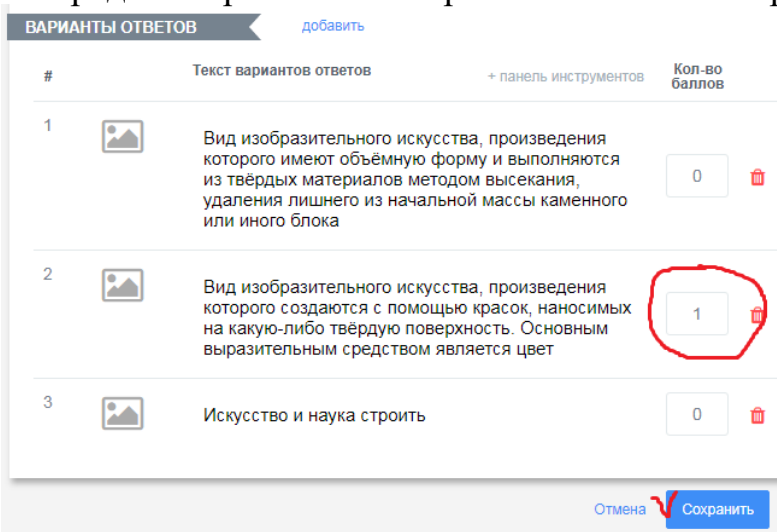 ВАРИАНТЫ ОТВЕТОВ добавить
# Текст вариантов ответов + панель инструментов Кол-во
баллов
1 Вид изобразительного искусства, произведения
которого имеют объёмную форму и выполняются
из твёрдых материалов методом высекания, 0
удаления лишнего из начальной массы каменного
или иного блока
2 Вид изобразительного искусства, произведения
которого создаются с помощью красок, наносимых 1
на какую-либо твёрдую поверхность. Основным
выразительным средством является цвет
3 Искусство и наука строить 0
Отмена Сохранить